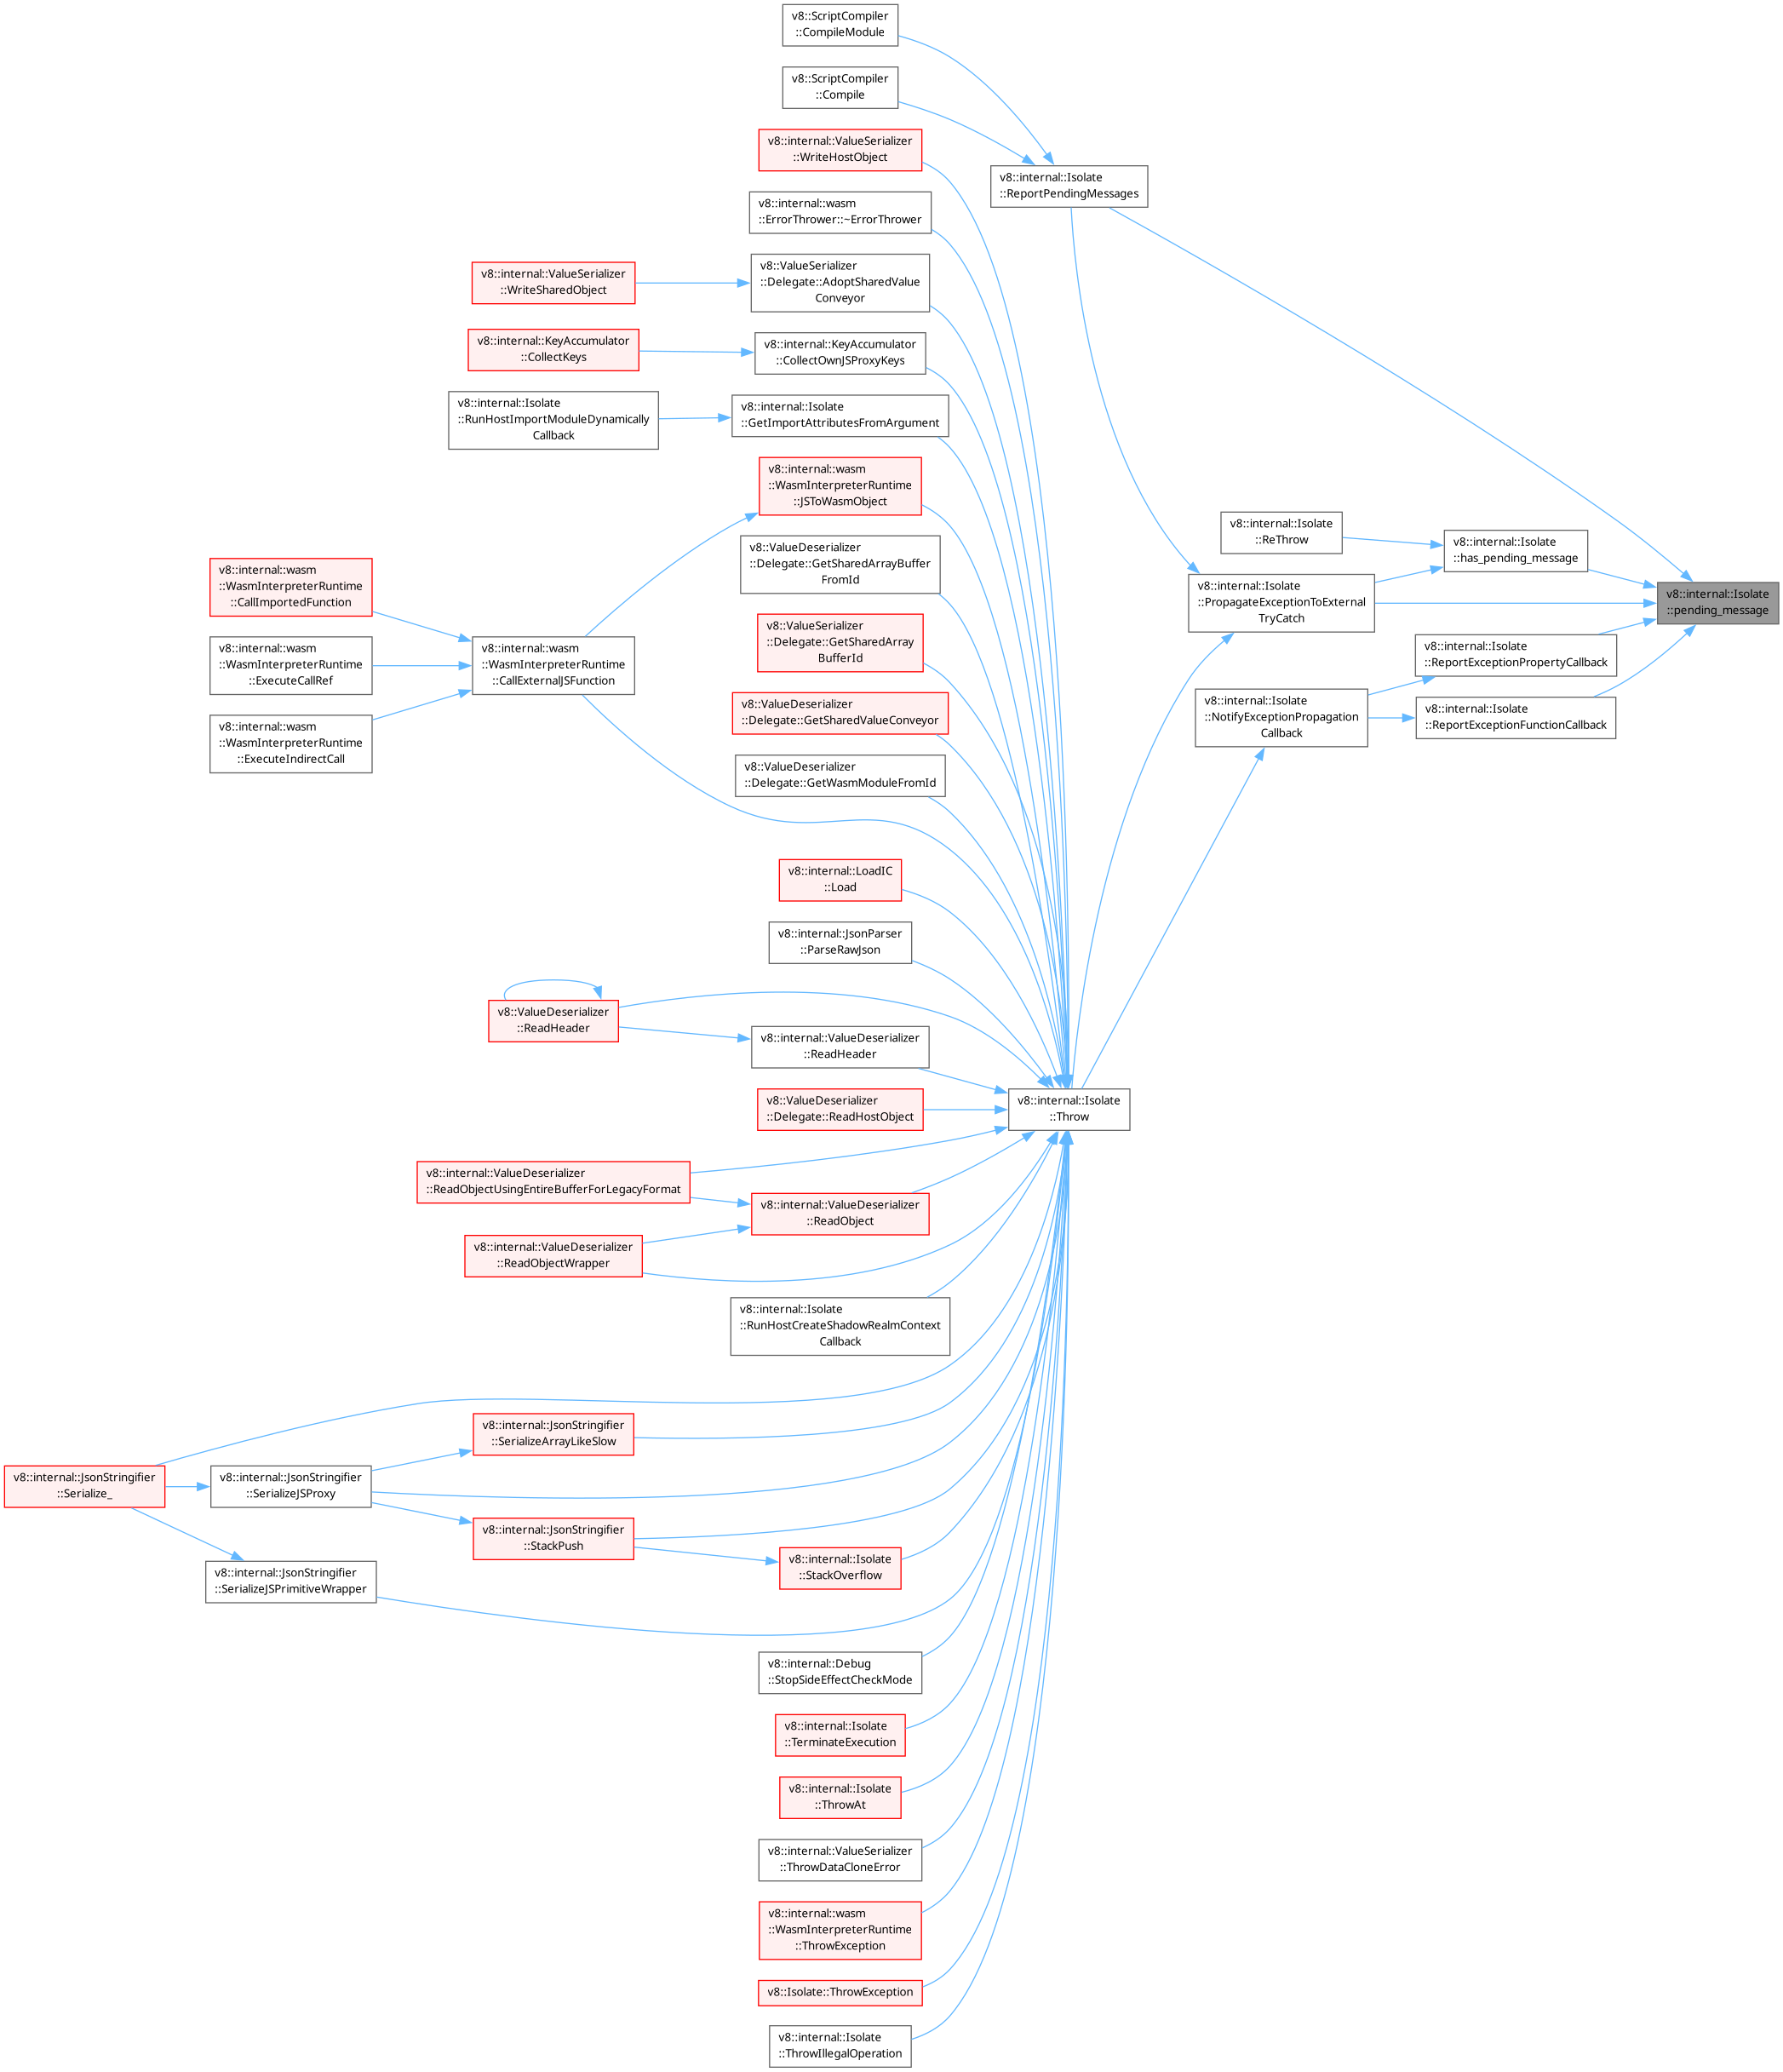 v8::ScriptCompiler
::CompileModule
v8::ScriptCompiler
::Compile
v8::internal::ValueSerializer
::WriteHostObject
v8::internal::Isolate
::ReportPendingMessages
v8::internal::wasm
::ErrorThrower::~ErrorThrower
v8::ValueSerializer
::Delegate::AdoptSharedValue
Conveyor
v8::internal::ValueSerializer
::WriteSharedObject
v8::internal::KeyAccumulator
::CollectKeys
v8::internal::KeyAccumulator
::CollectOwnJSProxyKeys
v8::internal::Isolate
::RunHostImportModuleDynamically
Callback
v8::internal::Isolate
::GetImportAttributesFromArgument
v8::internal::wasm
::WasmInterpreterRuntime
::JSToWasmObject
v8::internal::Isolate
::ReThrow
v8::internal::Isolate
::has_pending_message
v8::ValueDeserializer
::Delegate::GetSharedArrayBuffer
FromId
v8::internal::wasm
::WasmInterpreterRuntime
::CallImportedFunction
v8::internal::Isolate
::PropagateExceptionToExternal
TryCatch
v8::internal::Isolate
::pending_message
v8::ValueSerializer
::Delegate::GetSharedArray
BufferId
v8::internal::wasm
::WasmInterpreterRuntime
::ExecuteCallRef
v8::internal::wasm
::WasmInterpreterRuntime
::CallExternalJSFunction
v8::internal::Isolate
::ReportExceptionPropertyCallback
v8::ValueDeserializer
::Delegate::GetSharedValueConveyor
v8::internal::Isolate
::NotifyExceptionPropagation
Callback
v8::internal::Isolate
::ReportExceptionFunctionCallback
v8::internal::wasm
::WasmInterpreterRuntime
::ExecuteIndirectCall
v8::ValueDeserializer
::Delegate::GetWasmModuleFromId
v8::internal::LoadIC
::Load
v8::internal::JsonParser
::ParseRawJson
v8::ValueDeserializer
::ReadHeader
v8::internal::ValueDeserializer
::ReadHeader
v8::ValueDeserializer
::Delegate::ReadHostObject
v8::internal::Isolate
::Throw
v8::internal::ValueDeserializer
::ReadObjectUsingEntireBufferForLegacyFormat
v8::internal::ValueDeserializer
::ReadObject
v8::internal::ValueDeserializer
::ReadObjectWrapper
v8::internal::Isolate
::RunHostCreateShadowRealmContext
Callback
v8::internal::JsonStringifier
::SerializeArrayLikeSlow
v8::internal::JsonStringifier
::Serialize_
v8::internal::JsonStringifier
::SerializeJSProxy
v8::internal::JsonStringifier
::StackPush
v8::internal::Isolate
::StackOverflow
v8::internal::JsonStringifier
::SerializeJSPrimitiveWrapper
v8::internal::Debug
::StopSideEffectCheckMode
v8::internal::Isolate
::TerminateExecution
v8::internal::Isolate
::ThrowAt
v8::internal::ValueSerializer
::ThrowDataCloneError
v8::internal::wasm
::WasmInterpreterRuntime
::ThrowException
v8::Isolate::ThrowException
v8::internal::Isolate
::ThrowIllegalOperation